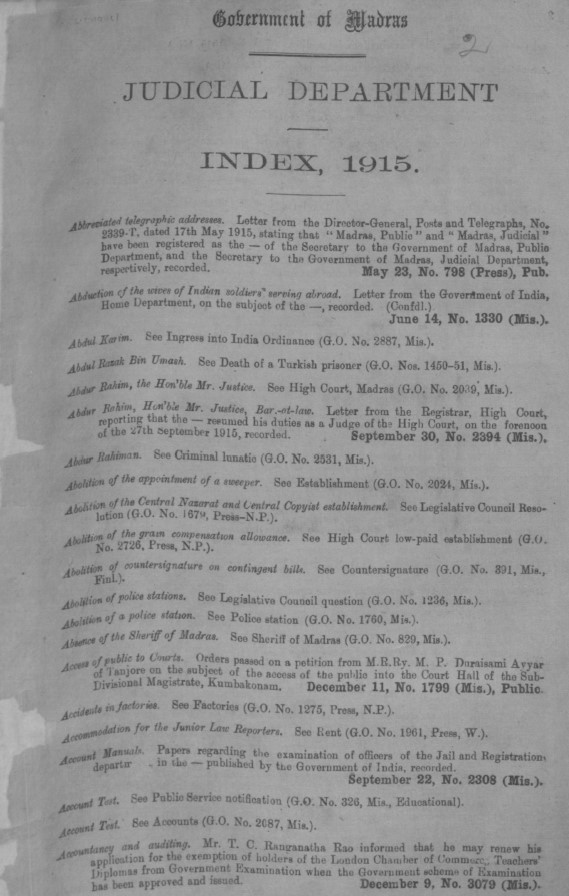 Government of Madras
2
JUDICIAL DEPARTMENT
INDEX, 1915.
Abbreviated telegraphic addresses. Letter from the Director-General, Posts and Telegraphs, No.
2339-T, dated 17th May 1915, stating that “ Madras, Public ” and “ Madras, Judicial ”
have been registered as the — of the Secretary to the Government of Madras, Public
Department, and the Secretary to the Government of Madras, Judicial Department,
respectively, recorded. May 23, No. 798 (Press), Pub.
Abduction of the wives of Indian soldiers' serving abroad. Letter from the Government of India,
Home Department, on the subject of the —, recorded. (Confdl.)
June 14, No. 1330 (Mis.).
Abdul Karim. See Ingress into India Ordinance (G.O. No. 2887, Mis.).
Abdul Razak Bin Umash. See Death of a Turkish prisoner (G.O. Nos. 1450-51, Mis.).
Abdur Rahim, the Hon'ble Mr. Justice. See High Court, Madras (G.O. No. 2039, Mis.).
Abdur Rahim, Hon'ble Mr. Justice, Bar.-at-law. Letter from the Registrar, High Court,
reporting that the — resumed his duties as a Judge of the High Court, on the forenoon
of the 27th September 1915, recorded. September 30, No. 2394 (Mis.).
Abdur Rahiman. See Criminal lunatic (G.O. No. 2531, Mis.).
Abolition of the appointment of a sweeper. See Establishment (G.O. No. 2024, Mis.).
Abolition of the Central Nazarat and Central Copyist establishment. See Legislative Council Reso-
lution (G.O. No. 1679, Press-N.P.).
Abolition of the grain compensation allowance. See High Court low-paid establishment (G.O.
No. 2726, Press, N.P.).
Abolition of countersignature on contingent bills. See Countersignature (G.O. No. 391, Mis.,
Finl.).
Abolition of police stations. See Legislative Council question (G.O. No. 1236, Mis.).
Abolition of a police station. See Police station (G.O. No. 1760, Mis.).
Absence of the Sheriff of Madras. See Sheriff of Madras (G.O. No. 829, Mis.).
Access of public to Courts. Orders passed on a petition from M.R.Ry. M. P. Duraisami Ayyar
of Tanjore on the subject of the access of the public into the Court Hall of the Sub-
Divisional Magistrate, Kumbakonam. December 11, No. 1799 (Mis.), Public.
Accidents in factories. See Factories (G.O. No. 1275, Press, N.P.).
Accommodation for the Junior Law Reporters. See Rent (G.O. No. 1961, Press, W.).
Account Manuals. Papers regarding the examination of officers of the Jail and Registration
in the — published by the Government of India, recorded.
September 22, No. 2308 (Mis.).
Account Test. See Public Service notification (G.O. No. 326, Mis., Educational).
Account Test. See Accounts (G.O. No. 2687, Mis.).
Accountancy and auditing. Mr. T. C. Ranganatha Rao informed that he may renew his
application for the exemption of holders of the London Chamber of Commerce, Teachers'
Diplomas from Government Examination when the Government scheme of Examination
has been approved and issued. December 9, No. 3079 (Mis.).